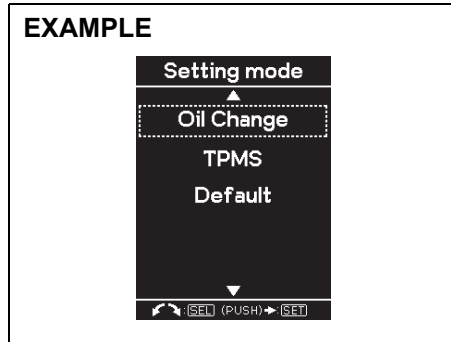 EXAMPLE
Setting mode
Oil Change
TPMS
Default
:SEL (PUSH)➔:SET